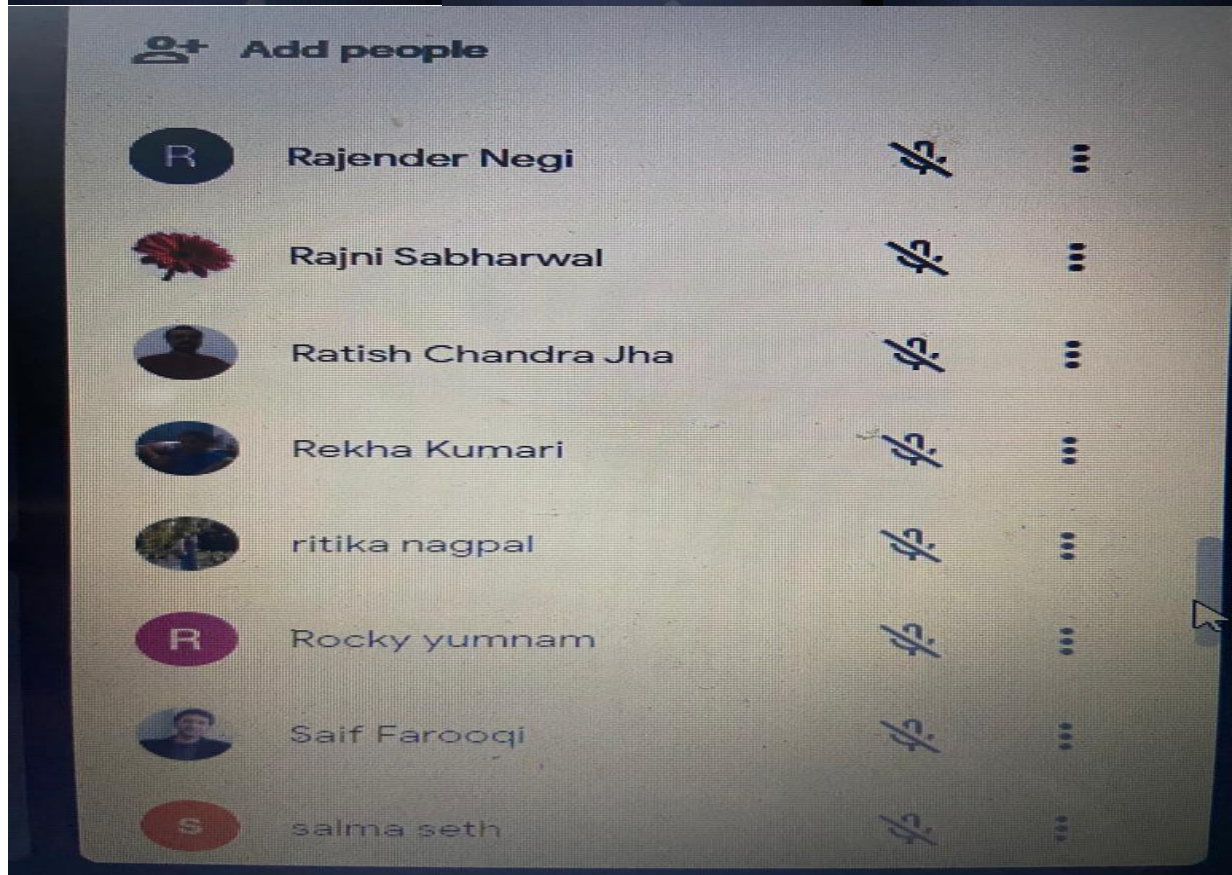 Add people
R Rajender Negi
Rajni Sabharwal
Ratish Chandra Jha
Rekha Kumari
ritika nagpal
R Rocky yumnam
Saif Farooqi
s salma seth